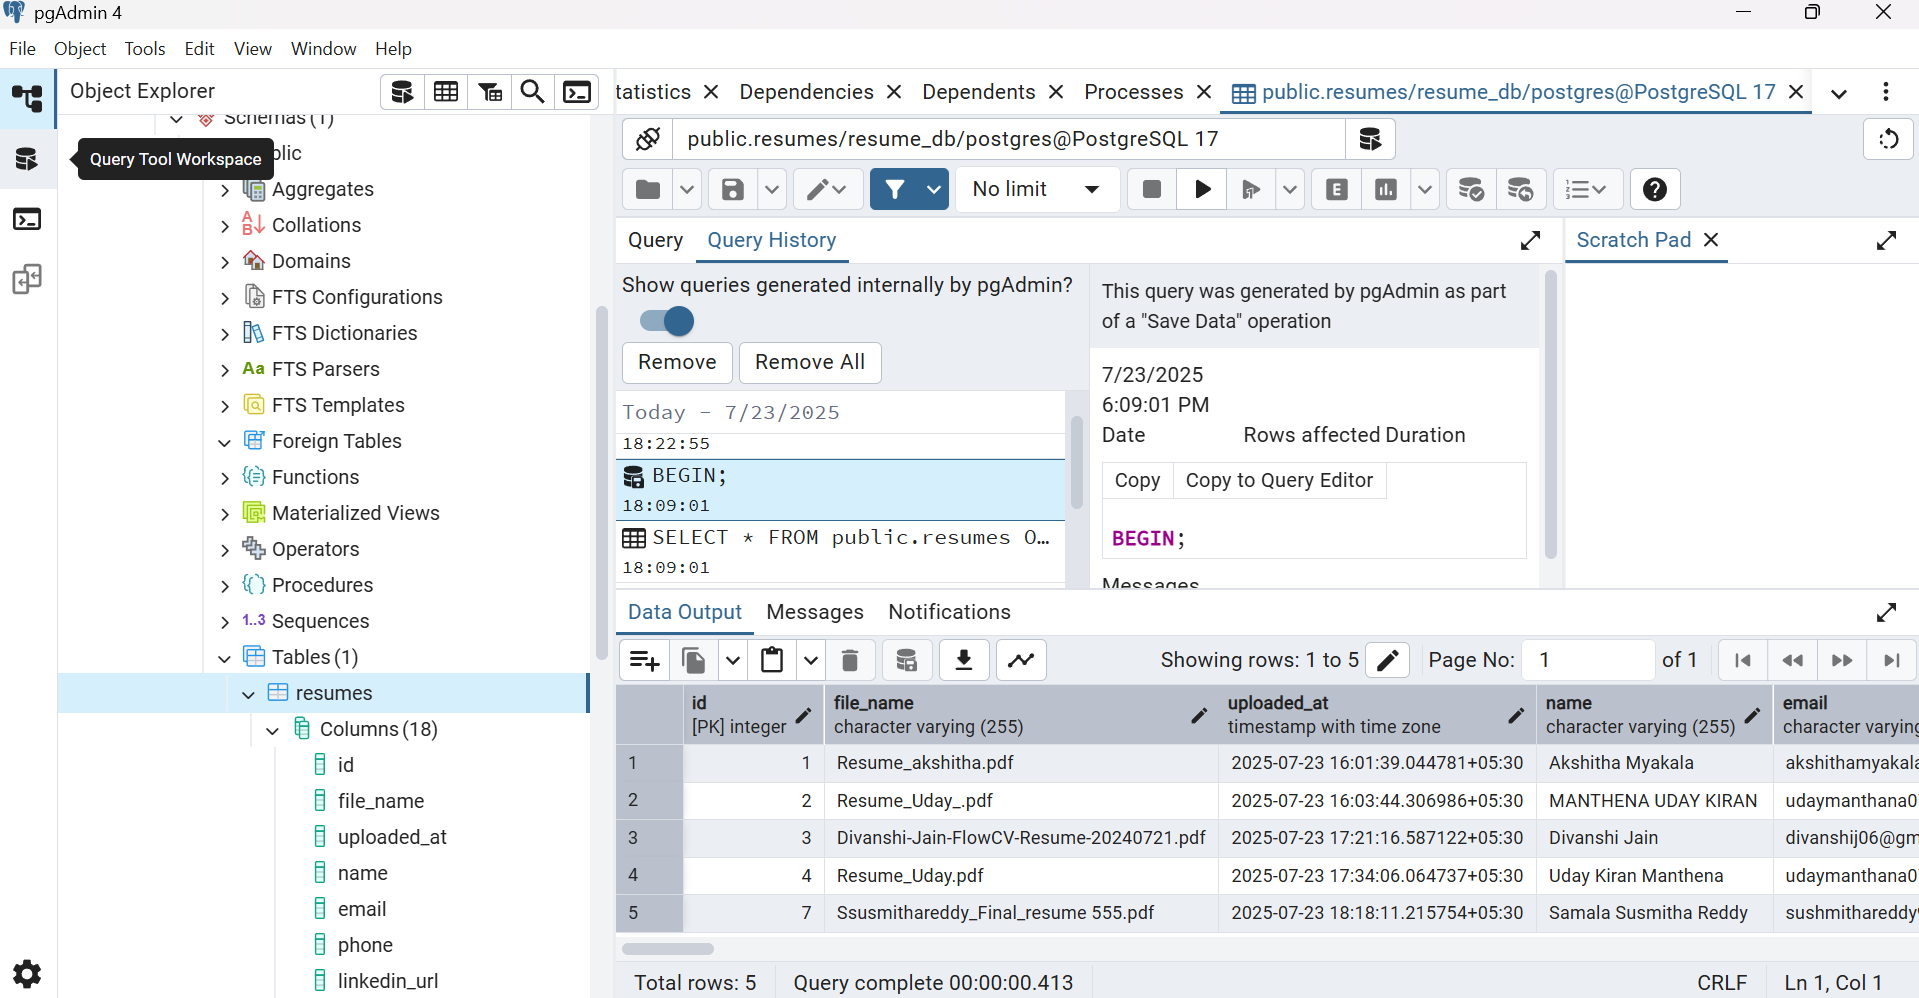 pgAdmin 4
File Object Tools Edit View Window Help
Object Explorer
Schemas (1)
Query Tool Workspace
blic
Aggregates
Collations
Domains
FTS Configurations
FTS Dictionaries
Aa FTS Parsers
FTS Templates
Foreign Tables
Functions
Materialized Views
Operators
Procedures
1..3 Sequences
Tables (1)
resumes
Columns (18)
id
file_name
uploaded_at
name
email
phone
linkedin_url
tatistics Dependencies Dependents Processes public.resumes/resume_db/postgres@PostgreSQL 17
public.resumes/resume_db/postgres@PostgreSQL 17
No limit E
Query Query History
Scratch Pad
Show queries generated internally by pgAdmin?
Remove Remove All
Today - 7/23/2025
18:22:55
BEGIN;
18:09:01
SELECT * FROM public.resumes O…
18:09:01
This query was generated by pgAdmin as part
of a "Save Data" operation
7/23/2025
6:09:01 PM
Date Rows affected Duration
Copy Copy to Query Editor
BEGIN;
Messages
Data Output Messages Notifications
Showing rows: 1 to 5 Page No: 1 of 1
id file_name uploaded_at name email
[PK] integer character varying (255) timestamp with time zone character varying (255) character varying
1 1 Resume_akshitha.pdf 2025-07-23 16:01:39.044781+05:30 Akshitha Myakala akshithamyakala
2 2 Resume_Uday_.pdf 2025-07-23 16:03:44.306986+05:30 MANTHENA UDAY KIRAN udaymanthana0
3 3 Divanshi-Jain-FlowCV-Resume-20240721.pdf 2025-07-23 17:21:16.587122+05:30 Divanshi Jain divanshij06@gm
4 4 Resume_Uday.pdf 2025-07-23 17:34:06.064737+05:30 Uday Kiran Manthena udaymanthana0
5 7 Ssusmithareddy_Final_resume 555.pdf 2025-07-23 18:18:11.215754+05:30 Samala Susmitha Reddy sushmithareddy
Total rows: 5 Query complete 00:00:00.413 CRLF Ln 1, Col 1